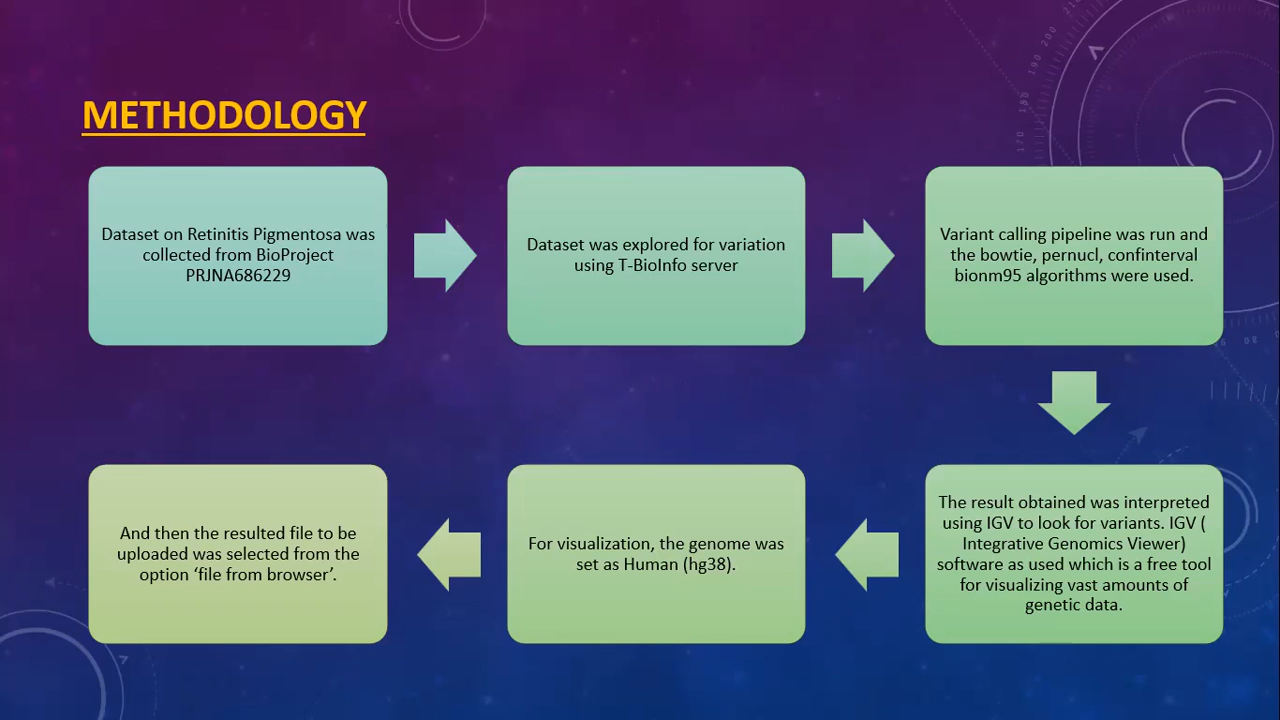 METHODOLOGY
Dataset on Retinitis Pigmentosa was
collected from BioProject
PRJNA686229
Dataset was explored for variation
using T-BioInfo server
Variant calling pipeline was run and
the bowtie, pernucl, confinterval
bionm95 algorithms were used.
The result obtained was interpreted
using IGV to look for variants. IGV (
Integrative Genomics Viewer)
software as used which is a free tool
for visualizing vast amounts of
genetic data.
For visualization, the genome was
set as Human (hg38).
And then the resulted file to be
uploaded was selected from the
option ‘file from browser’.